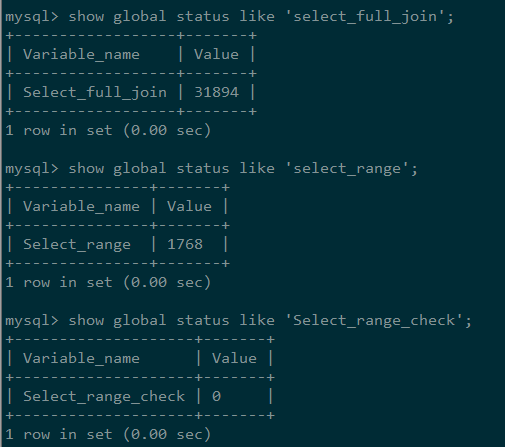 mysql> show global status like 'select_full_join';
+------------------+-------+
| Variable_name    | Value |
+------------------+-------+
| Select_full_join | 31894 |
+------------------+-------+
1 row in set (0.00 sec)

mysql> show global status like 'select_range';
+---------------+-------+
| Variable_name | Value |
+---------------+-------+
| Select_range  | 1768  |
+---------------+-------+
1 row in set (0.00 sec)

mysql> show global status like 'Select_range_check';
+--------------------+-------+
| Variable_name      | Value |
+--------------------+-------+
| Select_range_check | 0     |
+--------------------+-------+
1 row in set (0.00 sec)